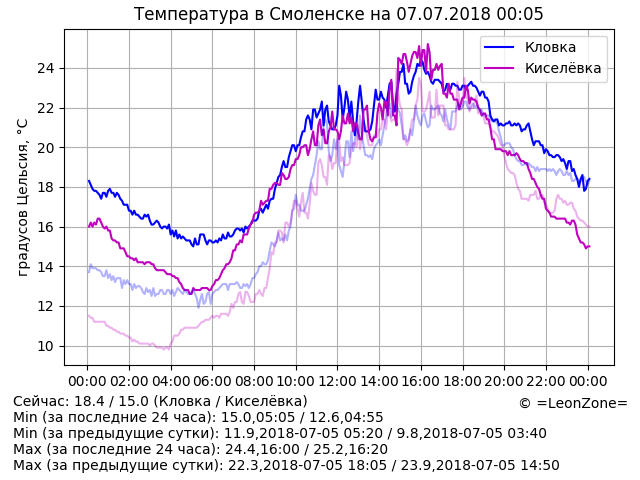 Температура в Смоленске на 07.07.2018 00:05
Кловка
Киселёвка
градусов Цельсия, °C
24
22
20
18
16
14
12
10
00:00 02:00 04:00 06:00 08:00 10:00 12:00 14:00 16:00 18:00 20:00 22:00 00:00
Сейчас: 18.4 / 15.0 (Кловка / Киселёвка)
© =LeonZone=
Min (за последние 24 часа): 15.0,05:05 / 12.6,04:55
Min (за предыдущие сутки): 11.9,2018-07-05 05:20 / 9.8,2018-07-05 03:40
Max (за последние 24 часа): 24.4,16:00 / 25.2,16:20
Max (за предыдущие сутки): 22.3,2018-07-05 18:05 / 23.9,2018-07-05 14:50